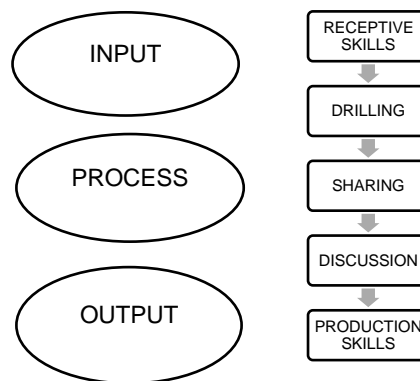 INPUT
PROCESS
OUTPUT
RECEPTIVE
SKILLS
DRILLING
SHARING
DISCUSSION
PRODUCTION
SKILLS